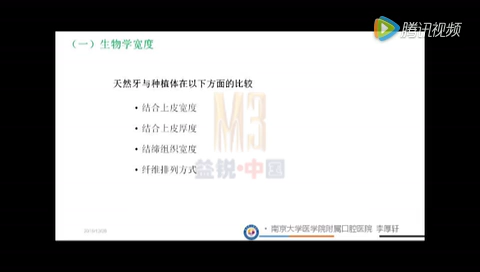 腾讯视频
（一）生物学宽度
天然牙与种植体在以下方面的比较
• 结合上皮宽度
• 结合上皮厚度
• 结缔组织宽度
• 纤维排列方式
M3
益锐·中国
• 南京大学医学院附属口腔医院 李厚轩